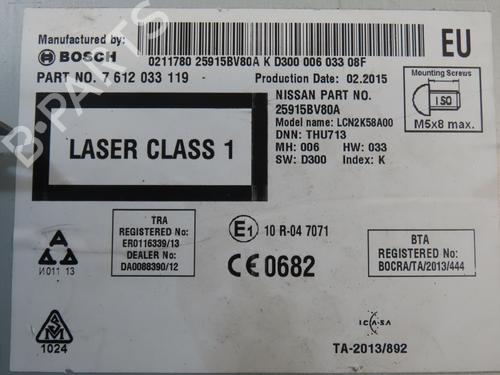 Manufactured by:
BOSCH
0211780 25915BV80A K D300 006 033 08F
EU
PART NO. 7 612 033 119
Production Date: 02.2015
NISSAN PART NO.
25915BV80A
Model name: LCN2K58A00
DNN: THU713
MH: 006 HW: 033
SW: D300 Index: K
Mounting Screws
ISO
M5x8 max.
LASER CLASS 1
TRA
REGISTERED No:
ER0116339/13
DEALER No:
DA0088390/12
E1 10 R-04 7071
CE0682
BTA
REGISTERED No:
BOCRA/TA/2013/444
И011 13
1024
ICASA
TA-2013/892
B-PARTS